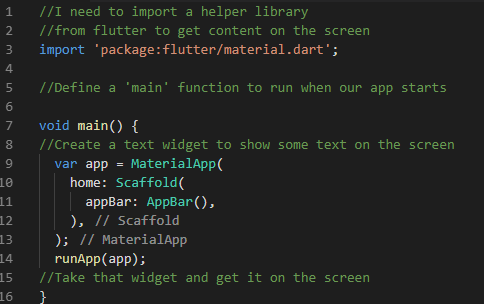 1 //I need to import a helper library
2 //from flutter to get content on the screen
3 import 'package:flutter/material.dart';
4
5 //Define a 'main' function to run when our app starts
6
7 void main() {
8 //Create a text widget to show some text on the screen
9   var app = MaterialApp(
10     home: Scaffold(
11       appBar: AppBar(),
12     ), // Scaffold
13   ); // MaterialApp
14   runApp(app);
15 //Take that widget and get it on the screen
16 }